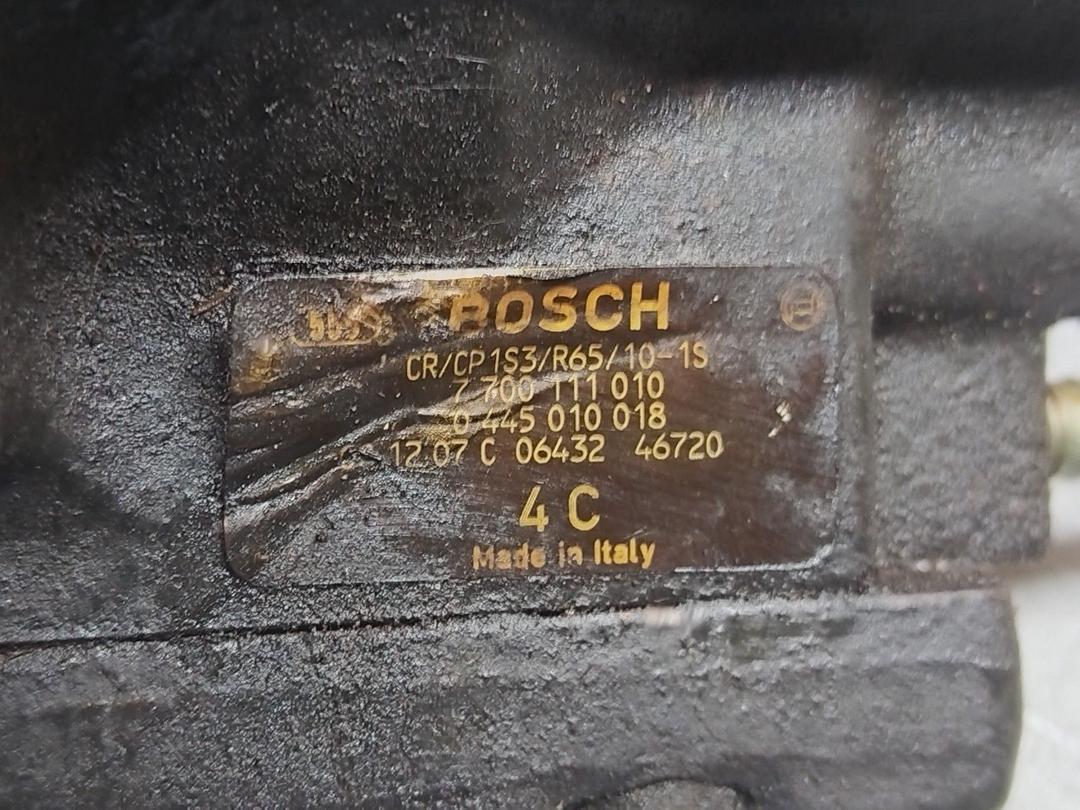 BOSCH
CR/CP1S3/R65/10-1S
7 700 111 010
0 445 010 018
12 07 C 06432 46720
4 C
Made in Italy